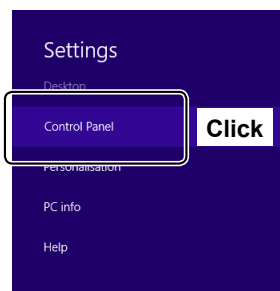 Settings
Desktop
Control Panel
Click
Personalisation
PC info
Help